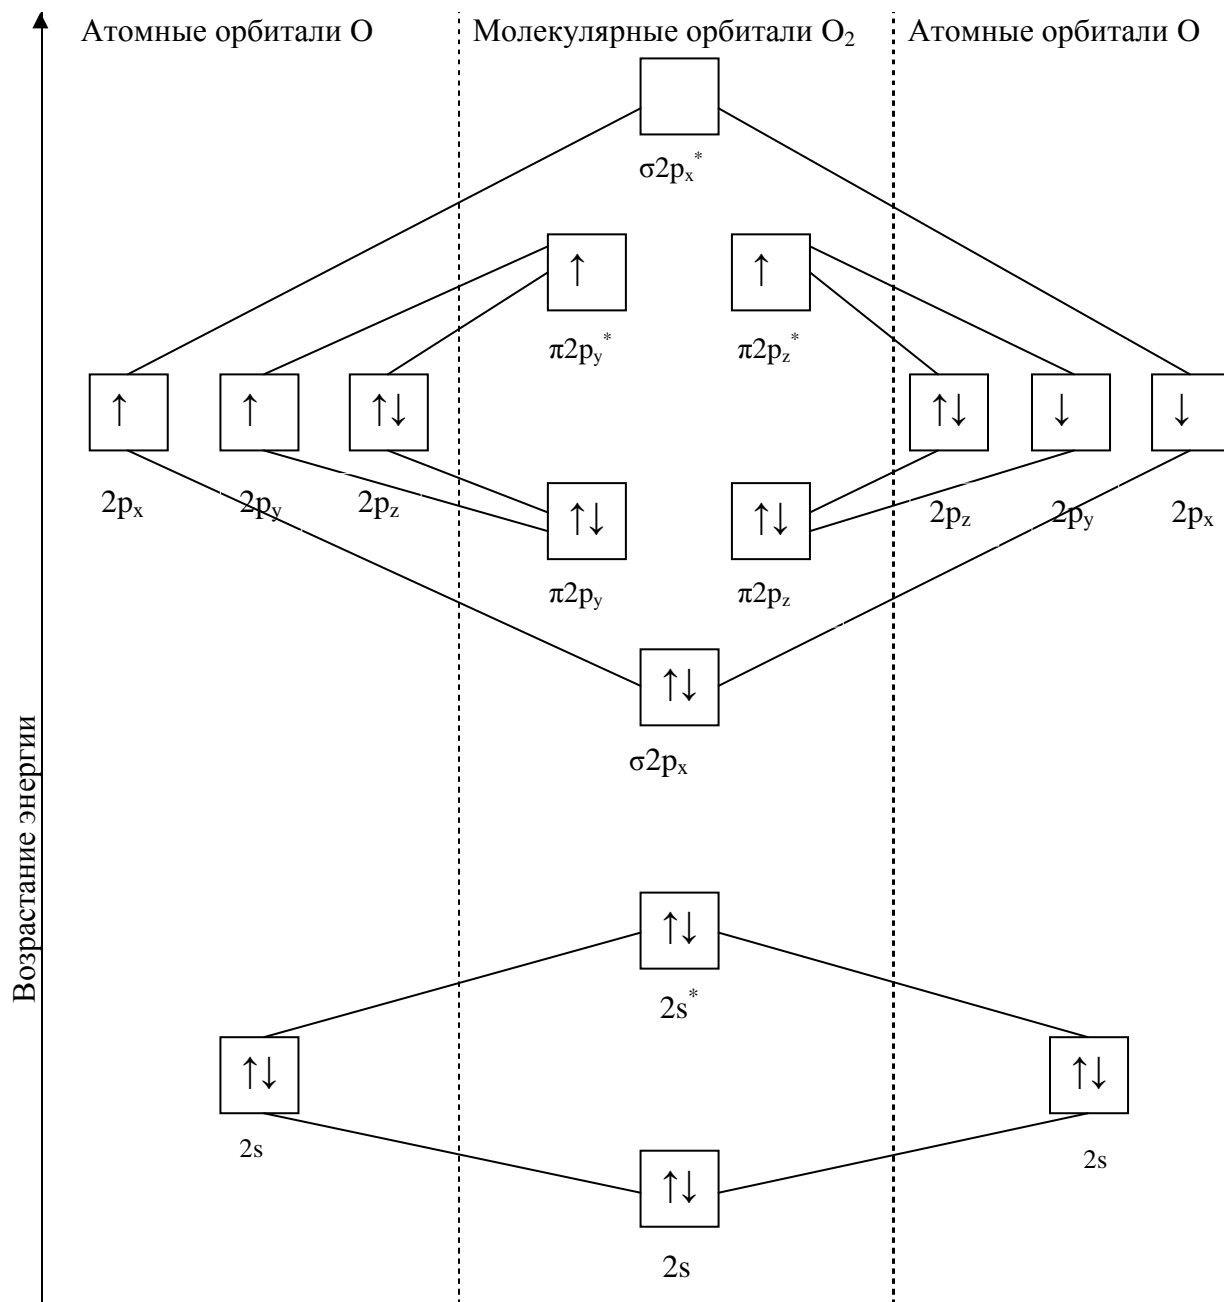 Атомные орбитали O
Молекулярные орбитали O₂
Атомные орбитали O
σ2pₓ*
↑
↑
π2p_y*
π2p_z*
↑
↑
↑↓
↑↓
↓
↓
2pₓ
2p_y
2p_z
↑↓
↑↓
2p_z
2p_y
2pₓ
π2p_y
π2p_z
↑↓
σ2pₓ
Возрастание энергии
↑↓
2s*
↑↓
↑↓
2s
2s
↑↓
2s